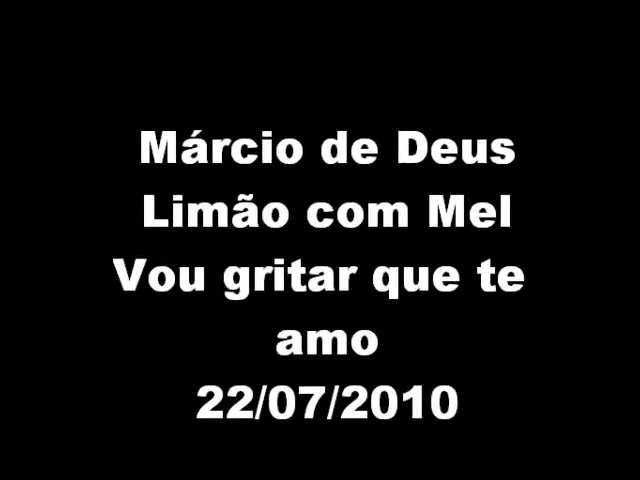 Márcio de Deus
Limão com Mel
Vou gritar que te
amo
22/07/2010